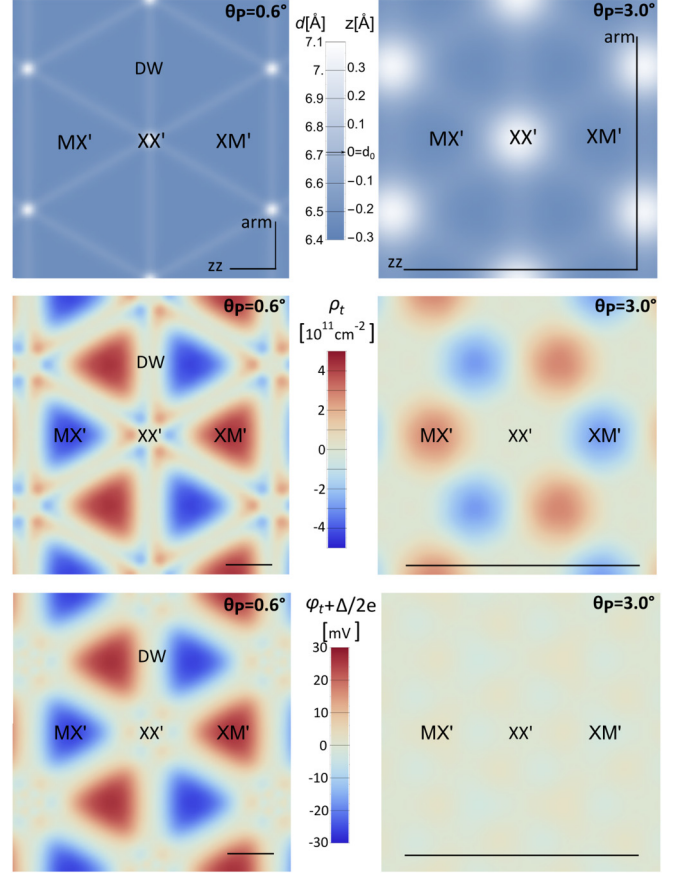 θP=0.6°
d[Å] z[Å]
7.1
7.
6.9
6.8
6.7
6.6
6.5
6.4
0.3
0.2
0.1
0=d₀
−0.1
−0.2
−0.3
DW
MX'
XX'
XM'
arm
zz
θP=3.0°
arm
MX'
XX'
XM'
zz
θP=0.6°
DW
MX'
XX'
XM'
ρt
[10¹¹cm⁻²]
4
2
0
-2
-4
θP=3.0°
MX'
XX'
XM'
θP=0.6°
DW
MX'
XX'
XM'
φt+Δ/2e
[mV]
30
20
10
0
-10
-20
-30
θP=3.0°
MX'
XX'
XM'